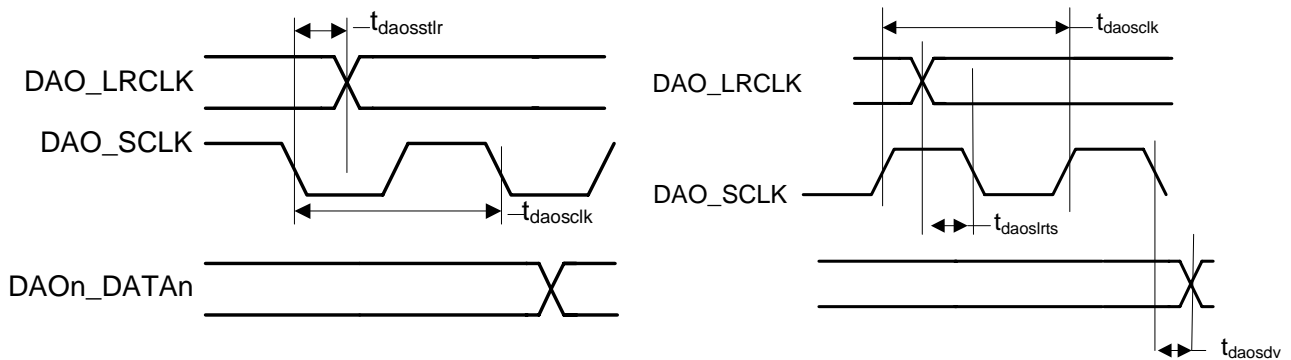 t_daosstlr
DAO_LRCLK
DAO_SCLK
t_daosclk
DAOn_DATAn
t_daosclk
DAO_LRCLK
DAO_SCLK
t_daoslrts
t_daosdv